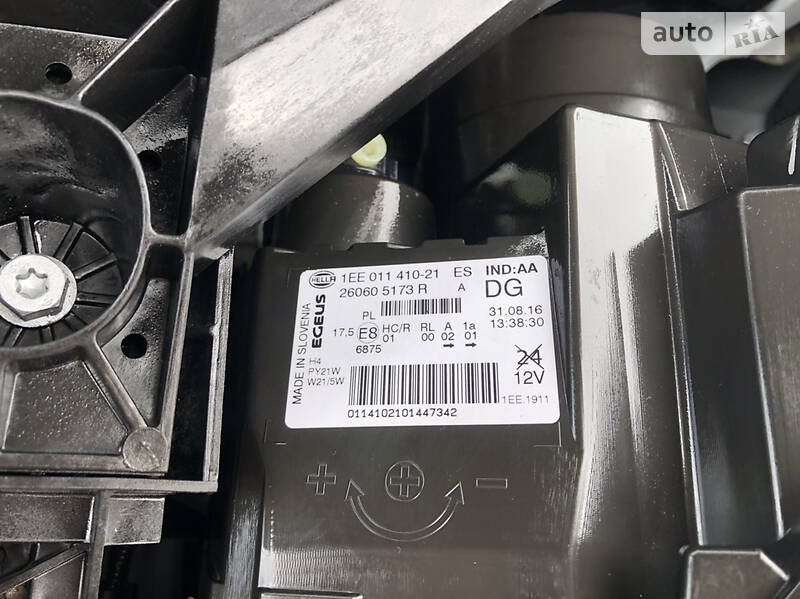 auto RIA
HELLA 1EE 011 410-21 ES IND:AA
260605173R A DG
PL 31.08.16
17.5 E8 HC/R RL A 1a 13:38:30
01 00 02 01
6875
MADE IN SLOVENIA
EGEUS
H4
PY21W
W21/5W
24
12V
0114102101447342
1EE.1911
+ + −